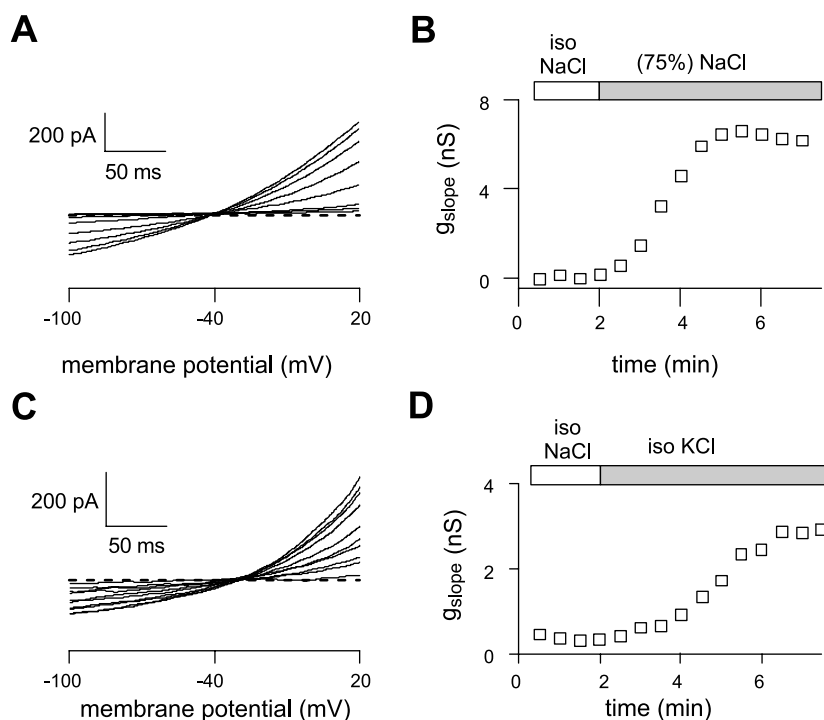 A
200 pA
50 ms
-100
-40
20
membrane potential (mV)
B
iso
NaCl
(75%) NaCl
8
4
0
gslope (nS)
0
2
4
6
time (min)
C
200 pA
50 ms
-100
-40
20
membrane potential (mV)
D
iso
NaCl
iso KCl
4
2
0
gslope (nS)
0
2
4
6
time (min)